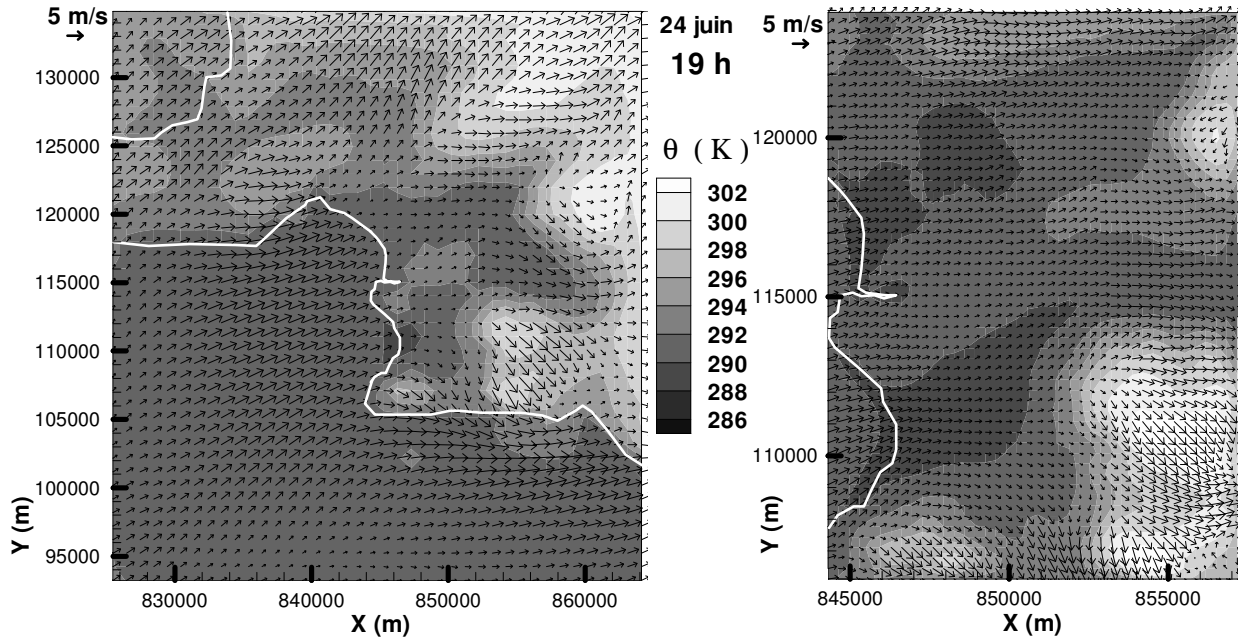 5 m/s
24 juin
19 h
5 m/s
130000
125000
120000
115000
110000
105000
100000
95000
Y (m)
830000 840000 850000 860000
X (m)
θ ( K )
302
300
298
296
294
292
290
288
286
120000
115000
110000
Y (m)
845000 850000 855000
X (m)